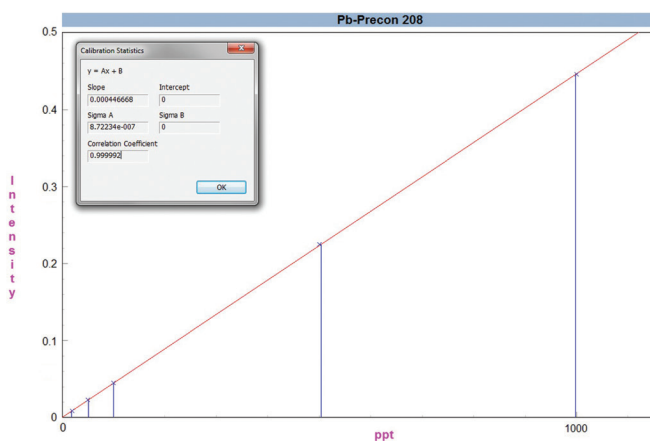 Pb-Precon 208
Calibration Statistics
x
y = Ax + B
Slope
Intercept
0.000446668
0
Sigma A
Sigma B
8.72234e-007
0
Correlation Coefficient
0.999992
OK
0.5
0.4
0.3
0.2
0.1
0
Intensity
0
1000
ppt